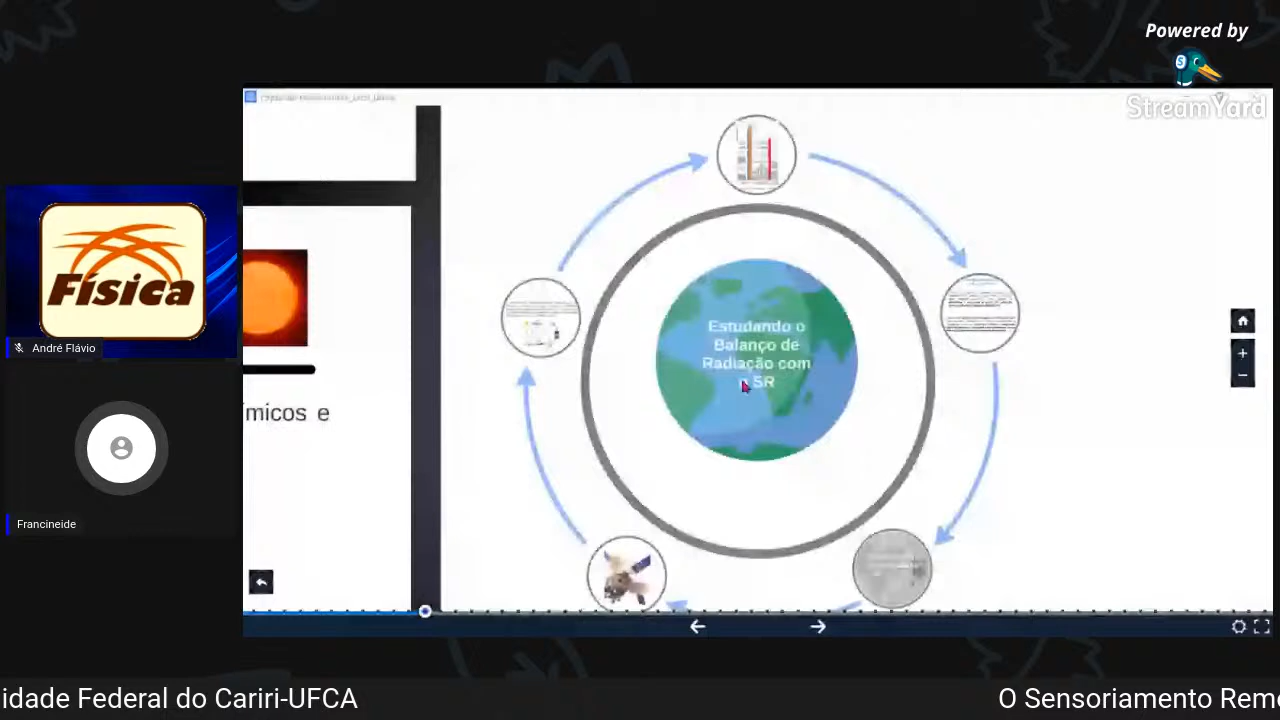 Powered by
StreamYard
Física
André Flávio
ímicos e
Estudando o
Balanço de
Radiação com
o SR
Francineide
idade Federal do Cariri-UFCA
O Sensoriamento Rem